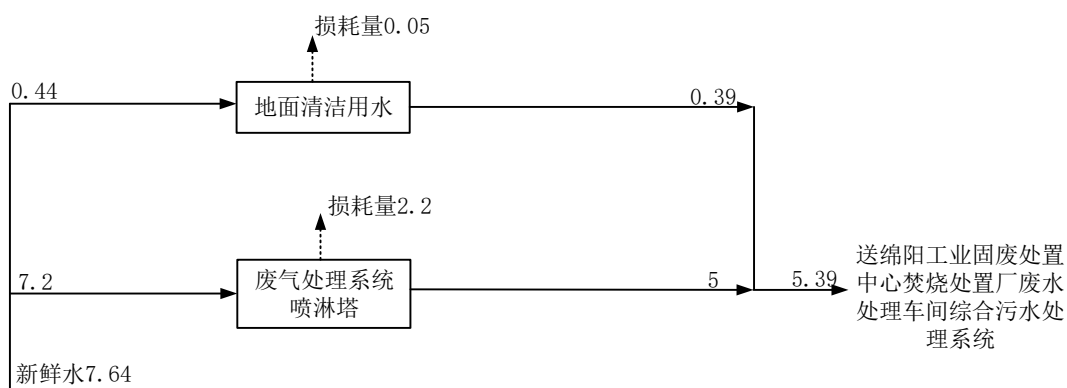 损耗量0.05
0.44
地面清洁用水
0.39
损耗量2.2
7.2
废气处理系统
喷淋塔
5
5.39
送绵阳工业固废处置
中心焚烧处置厂废水
处理车间综合污水处
理系统
新鲜水7.64